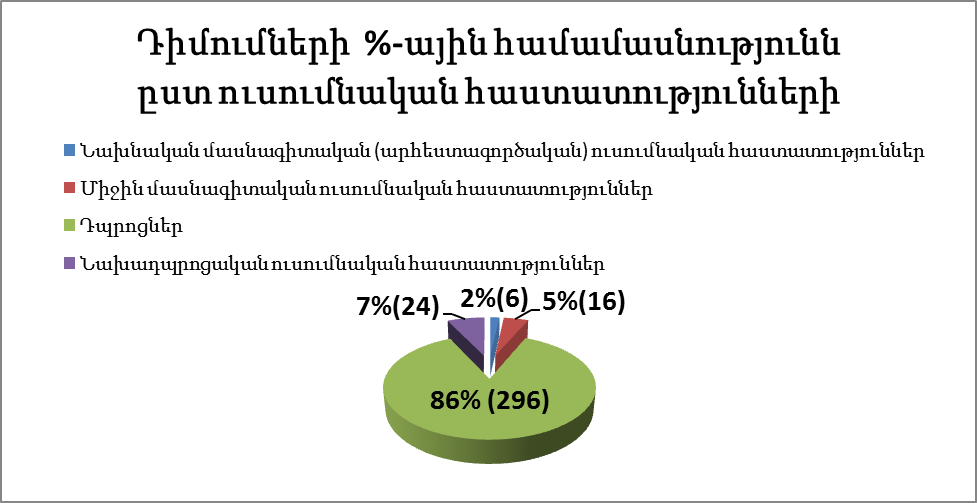 Դիմումների %-ային համամասնությունն
ըստ ուսումնական հաստատությունների
Նախնական մասնագիտական (արհեստագործական) ուսումնական հաստատություններ
Միջին մասնագիտական ուսումնական հաստատություններ
Դպրոցներ
Նախադպրոցական ուսումնական հաստատություններ
7%(24) 2%(6) 5%(16)
86% (296)